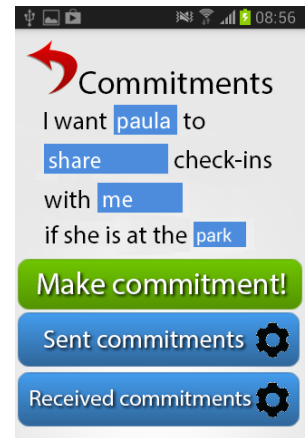 08:56
Commitments
I want paula to
share check-ins
with me
if she is at the park
Make commitment!
Sent commitments
Received commitments